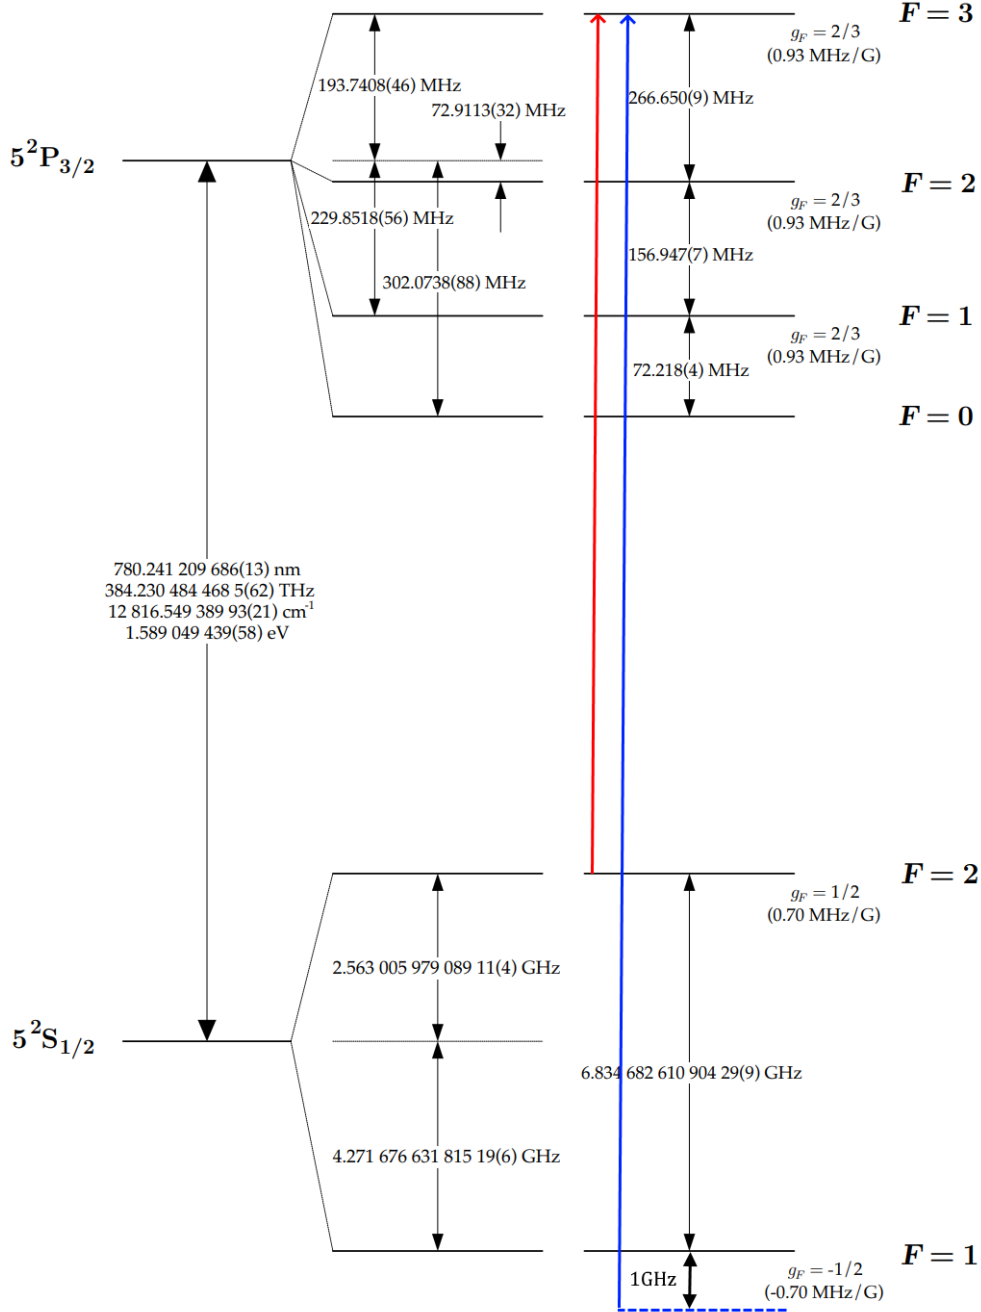 F = 3
g_F = 2/3
(0.93 MHz/G)
193.7408(46) MHz
72.9113(32) MHz
266.650(9) MHz
5²P₃/₂
F = 2
g_F = 2/3
(0.93 MHz/G)
229.8518(56) MHz
156.947(7) MHz
302.0738(88) MHz
F = 1
g_F = 2/3
(0.93 MHz/G)
72.218(4) MHz
F = 0
780.241 209 686(13) nm
384.230 484 468 5(62) THz
12 816.549 389 93(21) cm⁻¹
1.589 049 439(58) eV
F = 2
g_F = 1/2
(0.70 MHz/G)
2.563 005 979 089 11(4) GHz
5²S₁/₂
6.834 682 610 904 29(9) GHz
4.271 676 631 815 19(6) GHz
F = 1
g_F = -1/2
(-0.70 MHz/G)
1GHz